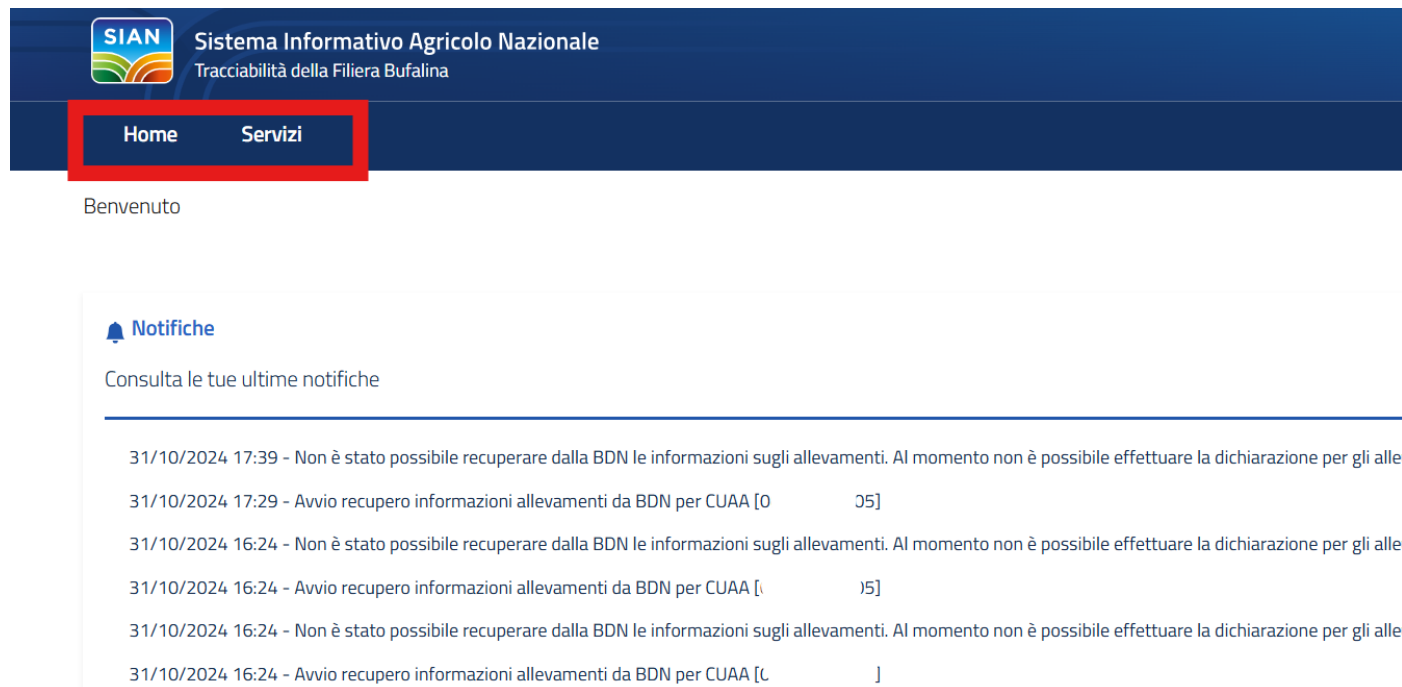 SIAN
Sistema Informativo Agricolo Nazionale
Tracciabilità della Filiera Bufalina
Home Servizi
Benvenuto
Notifiche
Consulta le tue ultime notifiche
31/10/2024 17:39 - Non è stato possibile recuperare dalla BDN le informazioni sugli allevamenti. Al momento non è possibile effettuare la dichiarazione per gli alle
31/10/2024 17:29 - Avvio recupero informazioni allevamenti da BDN per CUAA [0 05]
31/10/2024 16:24 - Non è stato possibile recuperare dalla BDN le informazioni sugli allevamenti. Al momento non è possibile effettuare la dichiarazione per gli alle
31/10/2024 16:24 - Avvio recupero informazioni allevamenti da BDN per CUAA [ 5]
31/10/2024 16:24 - Non è stato possibile recuperare dalla BDN le informazioni sugli allevamenti. Al momento non è possibile effettuare la dichiarazione per gli alle
31/10/2024 16:24 - Avvio recupero informazioni allevamenti da BDN per CUAA [ ]